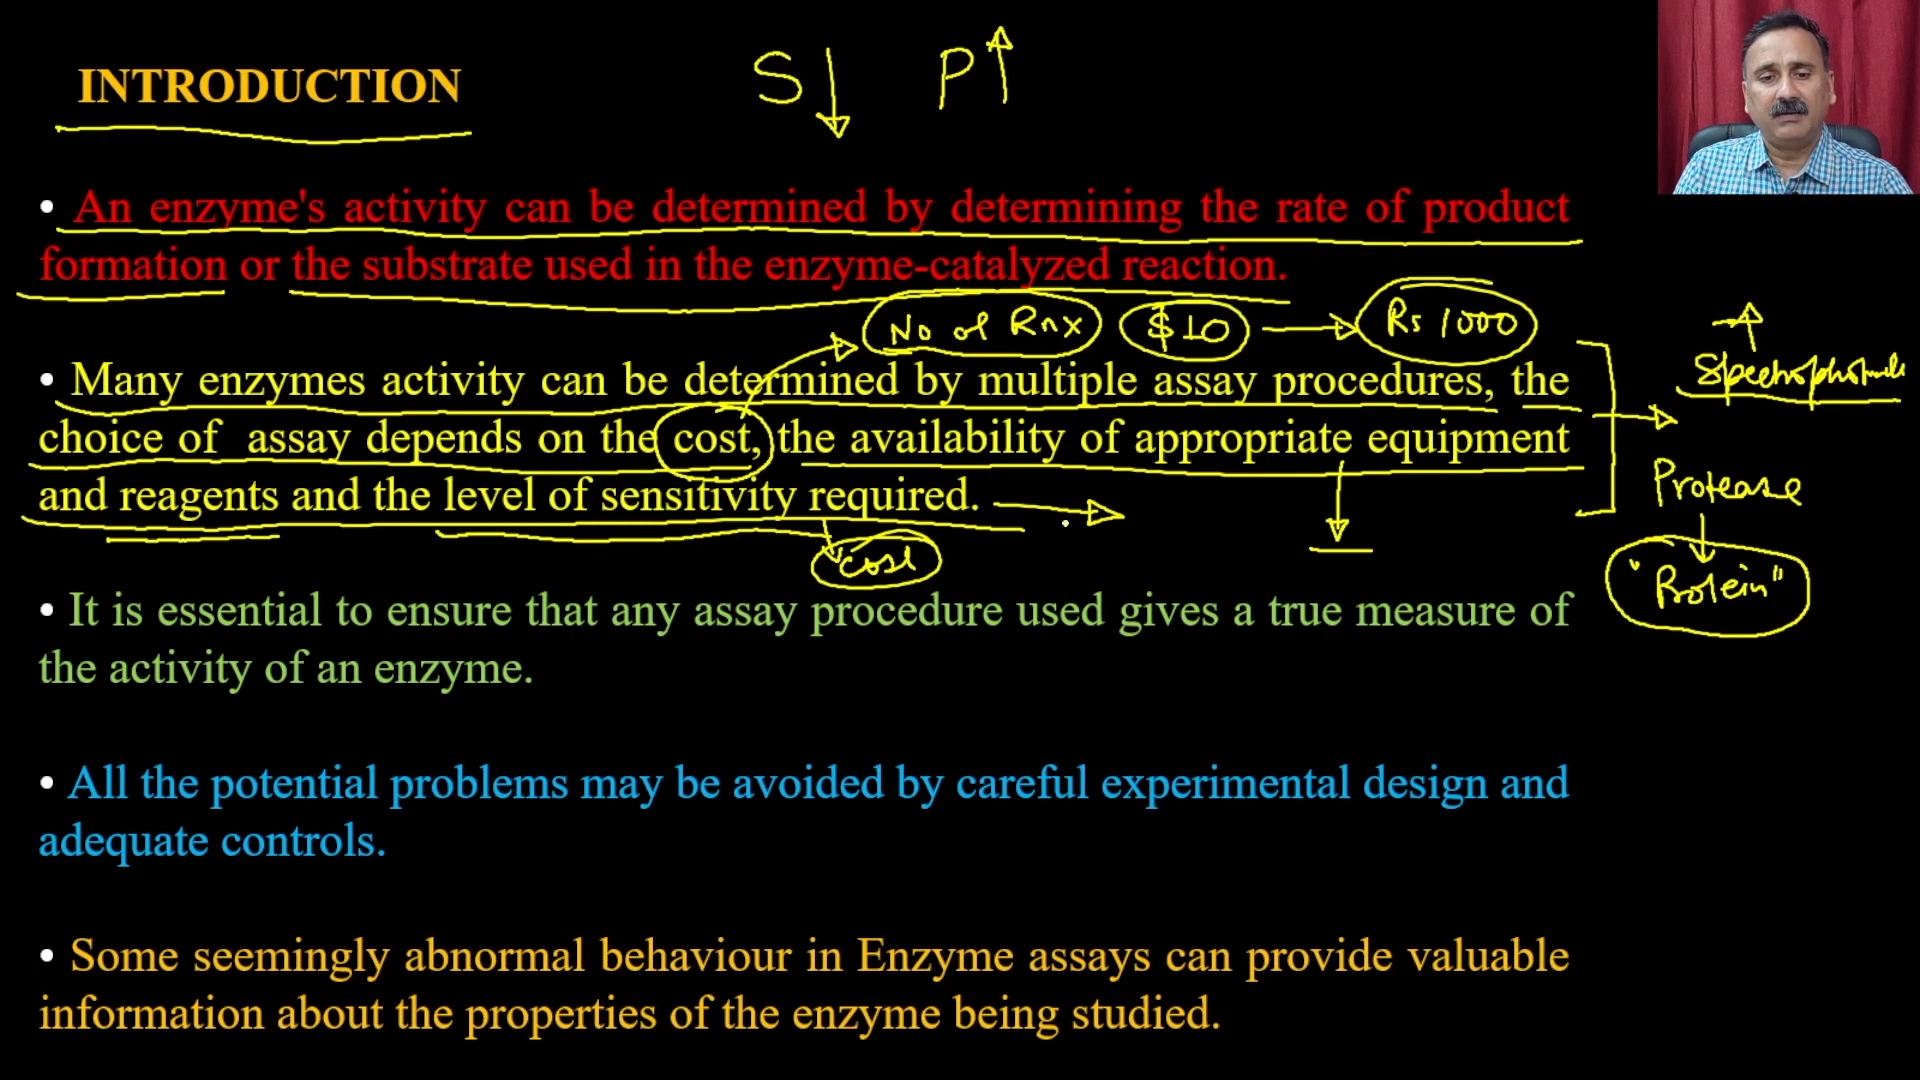 INTRODUCTION
S P
• An enzyme's activity can be determined by determining the rate of product
formation or the substrate used in the enzyme-catalyzed reaction.
No of Rnx $10 Rs 1000
• Many enzymes activity can be determined by multiple assay procedures, the
choice of assay depends on the cost, the availability of appropriate equipment
and reagents and the level of sensitivity required.
cost
Protease
"Protein"
• It is essential to ensure that any assay procedure used gives a true measure of
the activity of an enzyme.
• All the potential problems may be avoided by careful experimental design and
adequate controls.
• Some seemingly abnormal behaviour in Enzyme assays can provide valuable
information about the properties of the enzyme being studied.